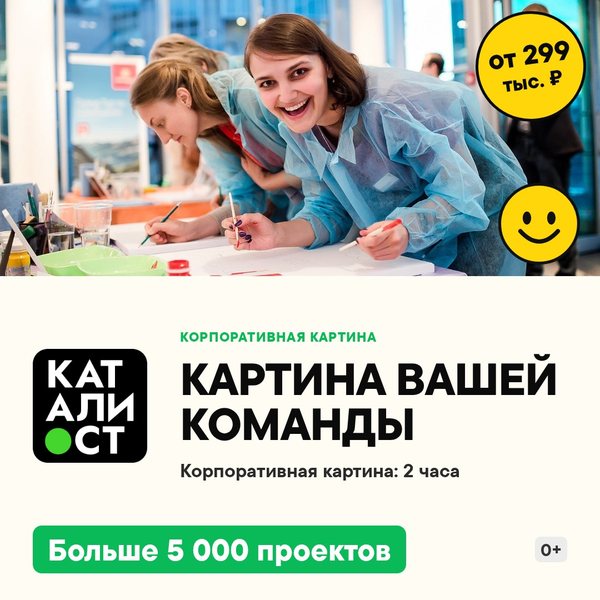 от 299
тыс. ₽
КОРПОРАТИВНАЯ КАРТИНА
КАРТИНА ВАШЕЙ
КОМАНДЫ
Корпоративная картина: 2 часа
КАТ
АЛИ
СТ
Больше 5 000 проектов
0+